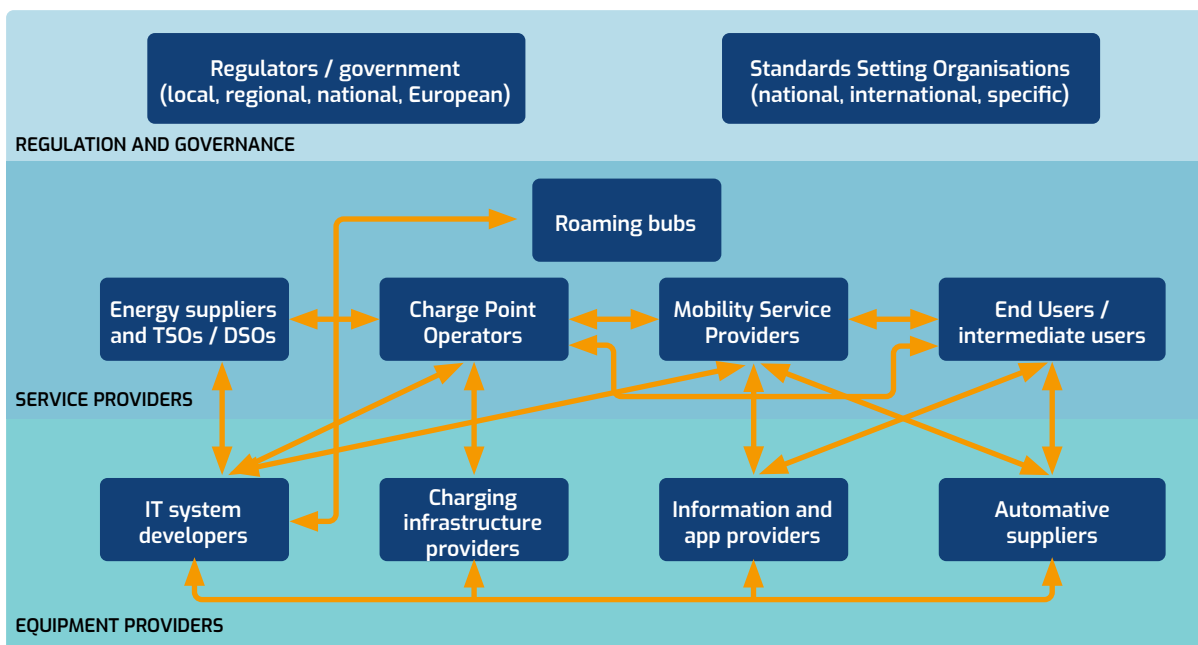 Regulators / government
(local, regional, national, European)
Standards Setting Organisations
(national, international, specific)
REGULATION AND GOVERNANCE
Roaming bubs
Energy suppliers
and TSOs / DSOs
Charge Point
Operators
Mobility Service
Providers
End Users /
intermediate users
SERVICE PROVIDERS
IT system
developers
Charging
infrastructure
providers
Information and
app providers
Automative
suppliers
EQUIPMENT PROVIDERS